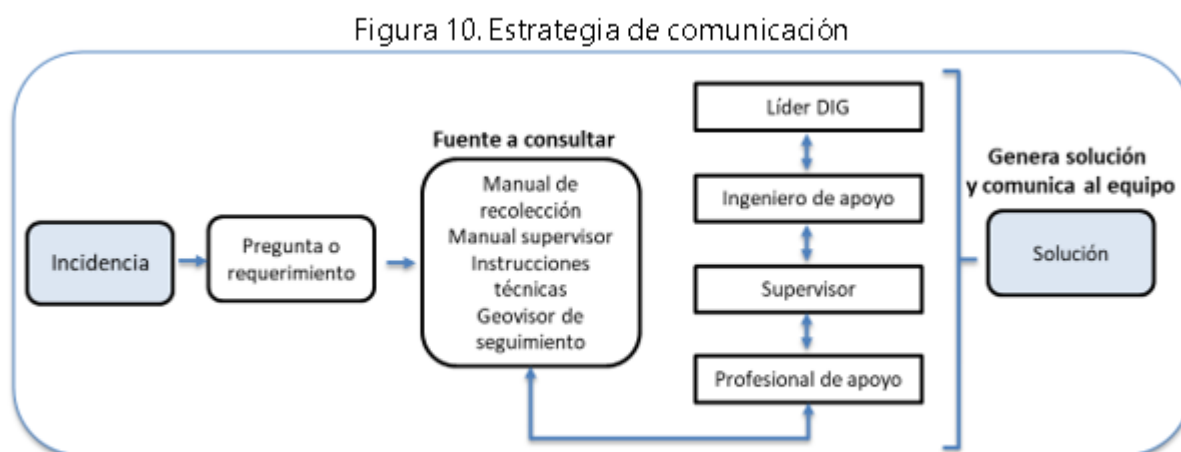 Figura 10. Estrategia de comunicación
Incidencia
Pregunta o
requerimiento
Fuente a consultar
Manual de
recolección
Manual supervisor
Instrucciones
técnicas
Geovisor de
seguimiento
Líder DIG
Ingeniero de apoyo
Supervisor
Profesional de apoyo
Genera solución
y comunica al equipo
Solución